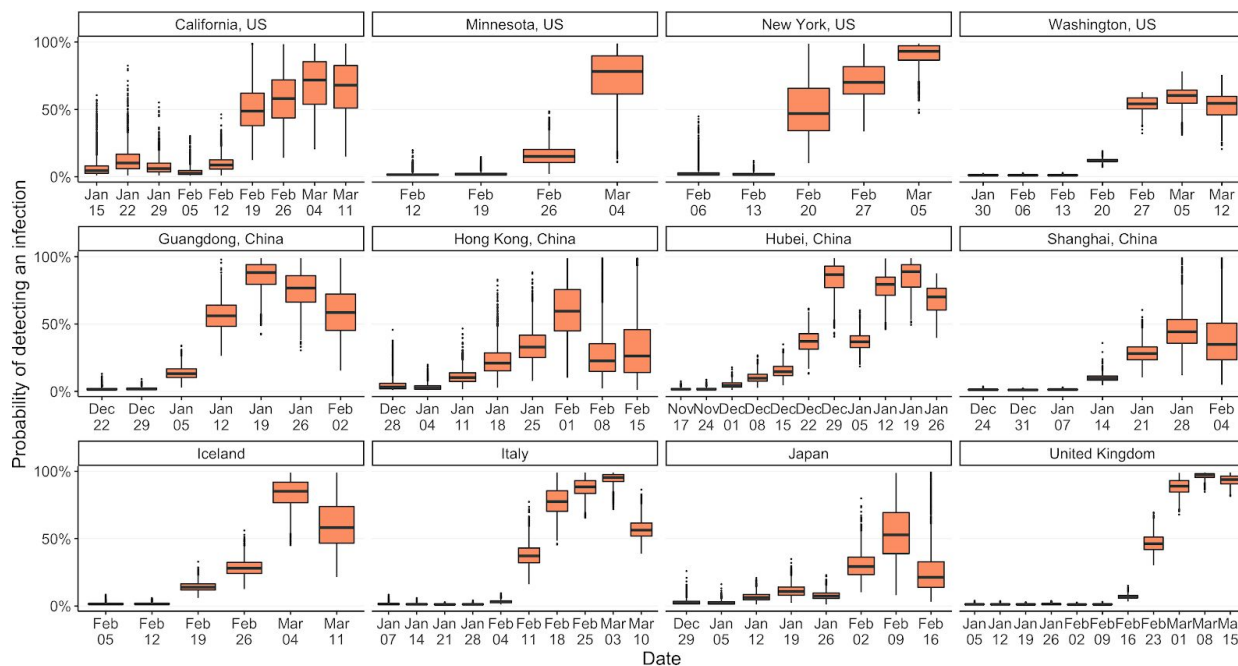 Probability of detecting an infection
California, US
Minnesota, US
New York, US
Washington, US
100%
50%
0%
Jan Jan Jan Feb Feb Feb Feb Mar Mar
15 22 29 05 12 19 26 04 11
Feb Feb Feb Mar
12 19 26 04
Feb Feb Feb Feb Mar
06 13 20 27 05
Jan Feb Feb Feb Feb Mar Mar
30 06 13 20 27 05 12
Guangdong, China
Hong Kong, China
Hubei, China
Shanghai, China
100%
50%
0%
Dec Dec Jan Jan Jan Jan Feb
22 29 05 12 19 26 02
Dec Jan Jan Jan Jan Feb Feb Feb
28 04 11 18 25 01 08 15
Nov Nov Dec Dec Dec Dec Dec Jan Jan Jan Jan
17 24 01 08 15 22 29 05 12 19 26
Dec Dec Jan Jan Jan Jan Feb
24 31 07 14 21 28 04
Iceland
Italy
Japan
United Kingdom
100%
50%
0%
Feb Feb Feb Feb Mar Mar
05 12 19 26 04 11
Jan Jan Jan Jan Feb Feb Feb Feb Mar Mar
07 14 21 28 04 11 18 25 03 10
Dec Jan Jan Jan Jan Feb Feb Feb
29 05 12 19 26 02 09 16
Jan Jan Jan Jan Feb Feb Feb Feb Mar Mar Mar
05 12 19 26 02 09 16 23 01 08 15
Date